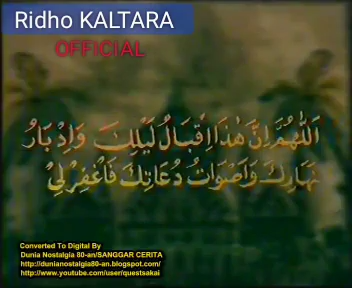 Ridho KALTARA
OFFICIAL
اَللّٰهُمَّ اِنَّ هٰذَا اِقْبَالُ لَيْلِكَ وَاِدْبَارُ
نَهَارِكَ وَاَصْوَاتُ دُعَاتِكَ فَاغْفِرْلِيْ
Converted To Digital By
Dunia Nostalgia 80-an/SANGGAR CERITA
http://dunianostalgia80-an.blogspot.com/
http://www.youtube.com/user/questsakai